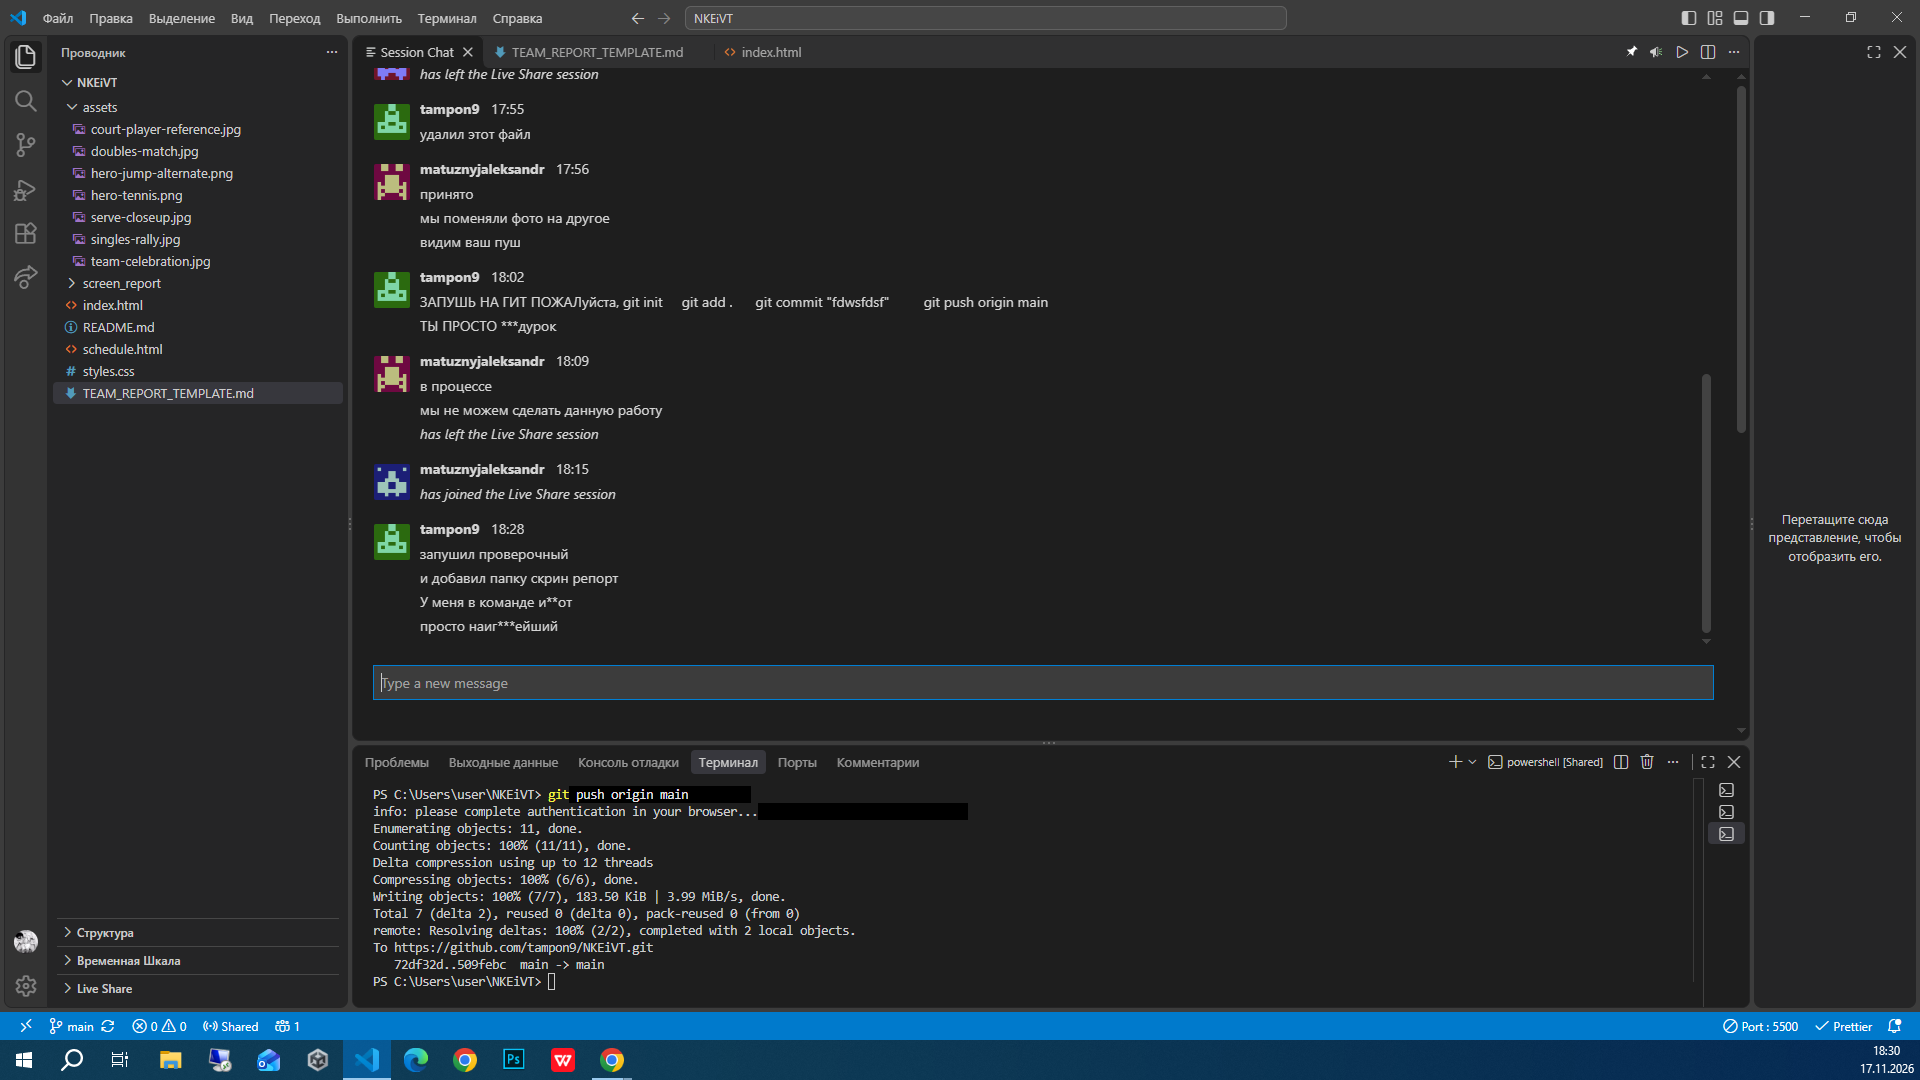 Файл Правка Выделение Вид Переход Выполнить Терминал Справка
NKEiVT
Проводник
Session Chat
TEAM_REPORT_TEMPLATE.md
index.html
NKEiVT
assets
court-player-reference.jpg
doubles-match.jpg
hero-jump-alternate.png
hero-tennis.png
serve-closeup.jpg
singles-rally.jpg
team-celebration.jpg
screen_report
index.html
README.md
schedule.html
styles.css
TEAM_REPORT_TEMPLATE.md
Структура
Временная Шкала
Live Share
has left the Live Share session
tampon9 17:55
удалил этот файл
matuznyjaleksandr 17:56
принято
мы поменяли фото на другое
видим ваш пуш
tampon9 18:02
ЗАПУШЬ НА ГИТ ПОЖАЛуйста, git init git add . git commit "fdwsfdsf" git push origin main
ТЫ ПРОСТО ***дурок
matuznyjaleksandr 18:09
в процессе
мы не можем сделать данную работу
has left the Live Share session
matuznyjaleksandr 18:15
has joined the Live Share session
tampon9 18:28
запушил проверочный
и добавил папку скрин репорт
У меня в команде и**от
просто наиг***ейший
Type a new message
Перетащите сюда
представление, чтобы
отобразить его.
Проблемы Выходные данные Консоль отладки Терминал Порты Комментарии
powershell [Shared]
PS C:\Users\user\NKEiVT> git push origin main
info: please complete authentication in your browser...
Enumerating objects: 11, done.
Counting objects: 100% (11/11), done.
Delta compression using up to 12 threads
Compressing objects: 100% (6/6), done.
Writing objects: 100% (7/7), 183.50 KiB | 3.99 MiB/s, done.
Total 7 (delta 2), reused 0 (delta 0), pack-reused 0 (from 0)
remote: Resolving deltas: 100% (2/2), completed with 2 local objects.
To https://github.com/tampon9/NKEiVT.git
72df32d..509febc main -> main
PS C:\Users\user\NKEiVT>
main 0 0 Shared 1
Port : 5500 Prettier
Ps
18:30
17.11.2026